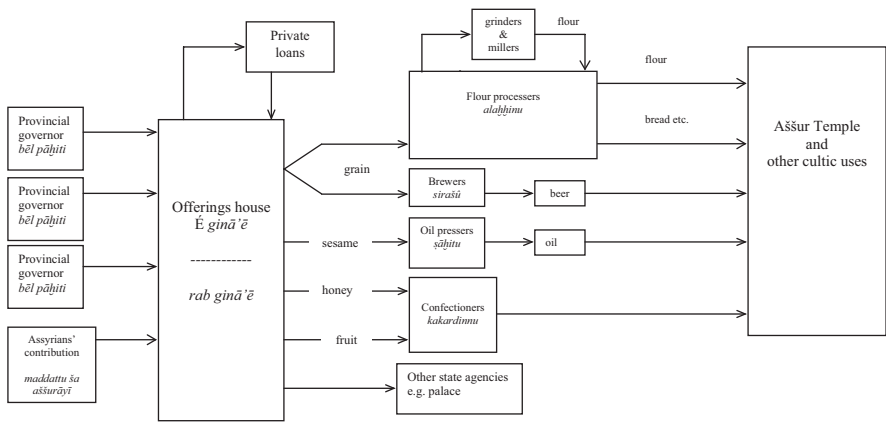 Private
loans
grinders
&
millers
flour
Flour processers
alaḫḫinu
flour
bread etc.
Aššur Temple
and
other cultic uses
Provincial
governor
bēl pāḫiti
Provincial
governor
bēl pāḫiti
Provincial
governor
bēl pāḫiti
Assyrians'
contribution
maddattu ša
aššurāyī
Offerings house
É ginā'ē
------------
rab ginā'ē
grain
Brewers
sirašû
beer
sesame
Oil pressers
ṣāḫitu
oil
honey
fruit
Confectioners
kakardinnu
Other state agencies
e.g. palace